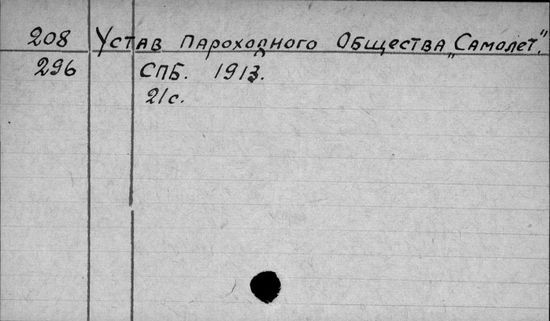 208 Устав Пароходного Общества „Самолет".
296 СПБ. 1913.
21с.